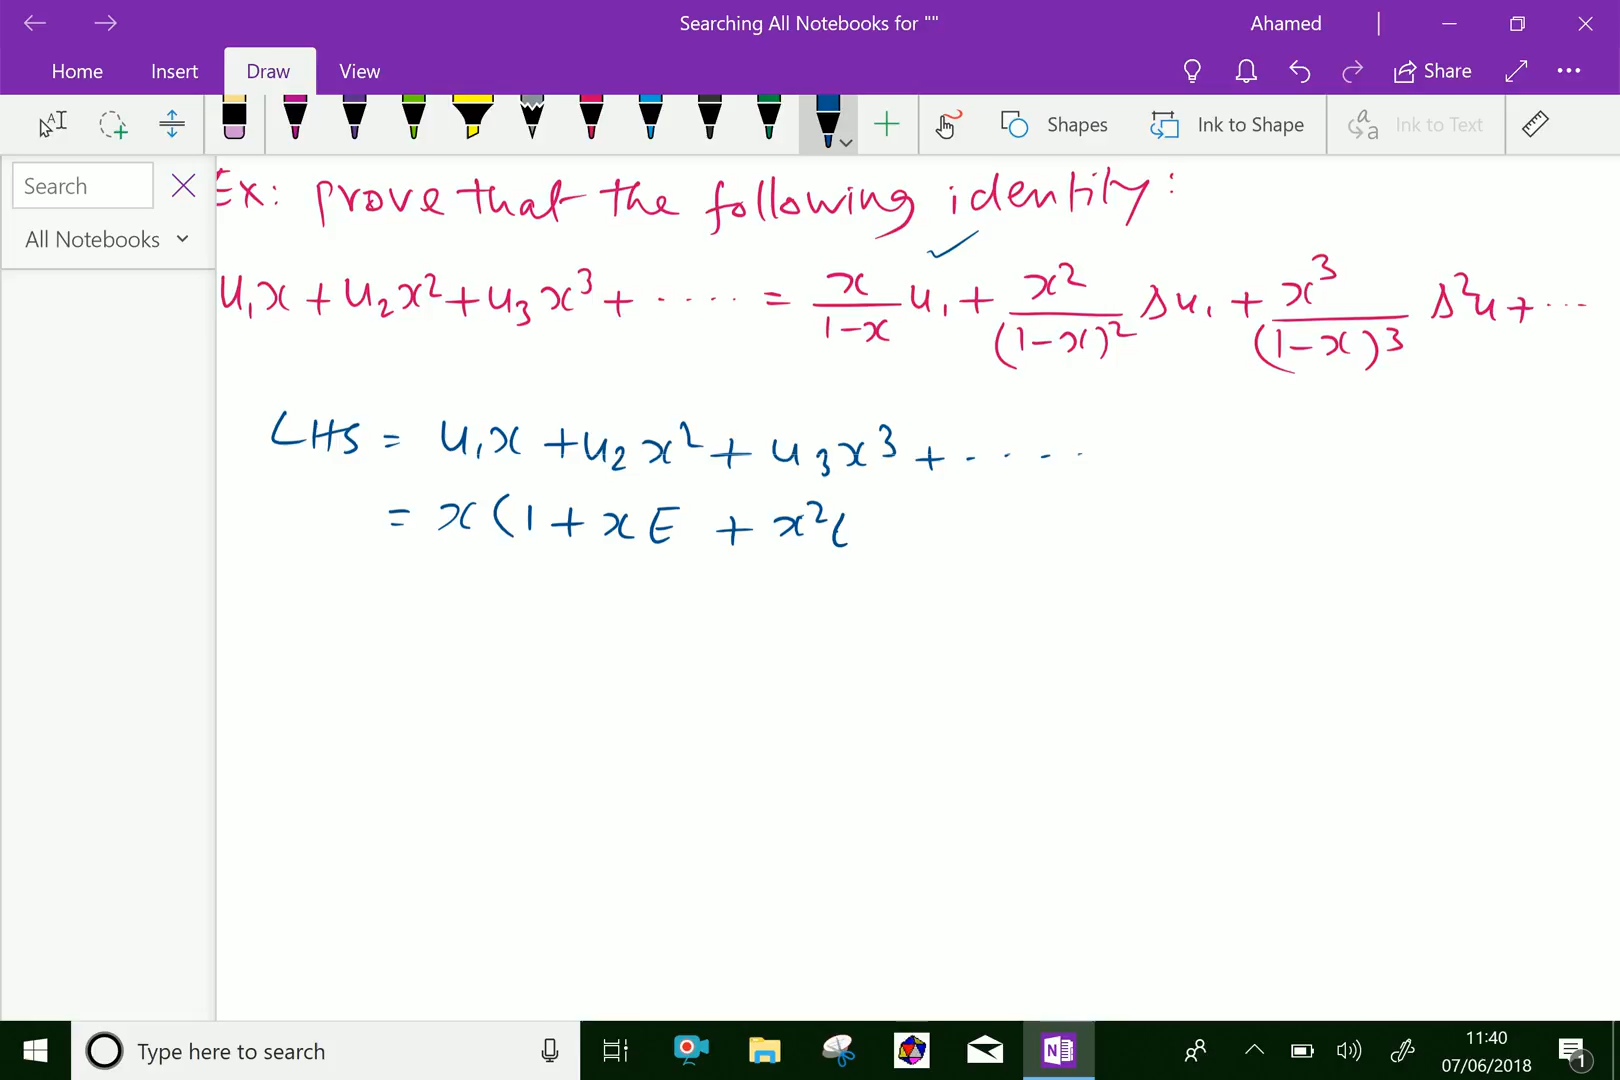 Searching All Notebooks for ""
Ahamed
Home Insert Draw View
Share
Shapes Ink to Shape Ink to Text
Search
All Notebooks
Ex: prove that the following identity:
u₁x + u₂x² + u₃x³ + ..... = x/(1-x) u₁ + x²/(1-x)² Δu₁ + x³/(1-x)³ Δ²u + ...
LHS = u₁x + u₂x² + u₃x³ + .....
= x(1 + xE + x²(
Type here to search
11:40
07/06/2018
1